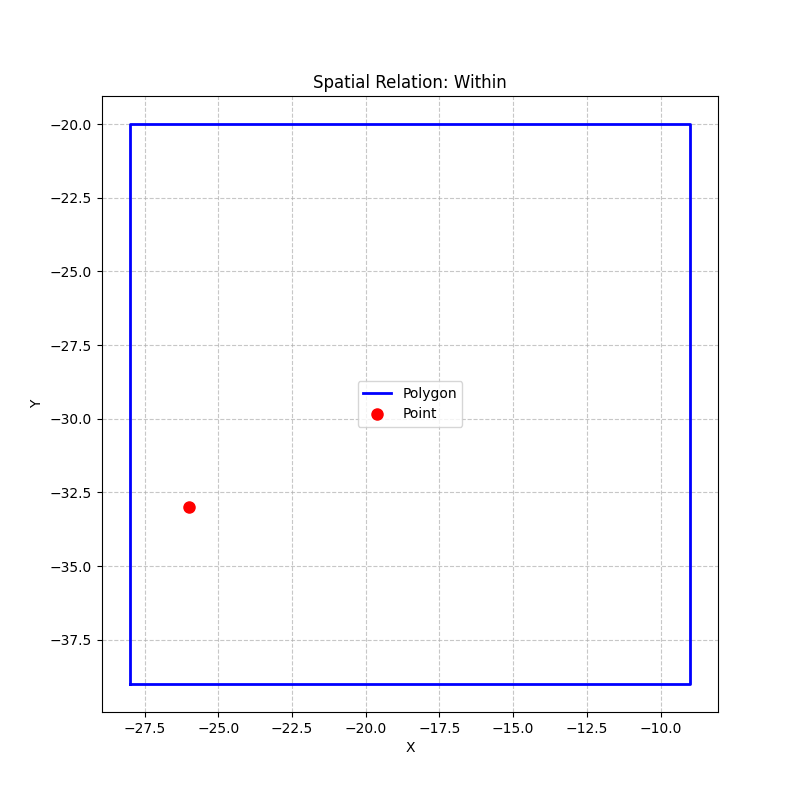 Spatial Relation: Within
−20.0
−22.5
−25.0
−27.5
−30.0
−32.5
−35.0
−37.5
Y
Polygon
Point
−27.5 −25.0 −22.5 −20.0 −17.5 −15.0 −12.5 −10.0
X